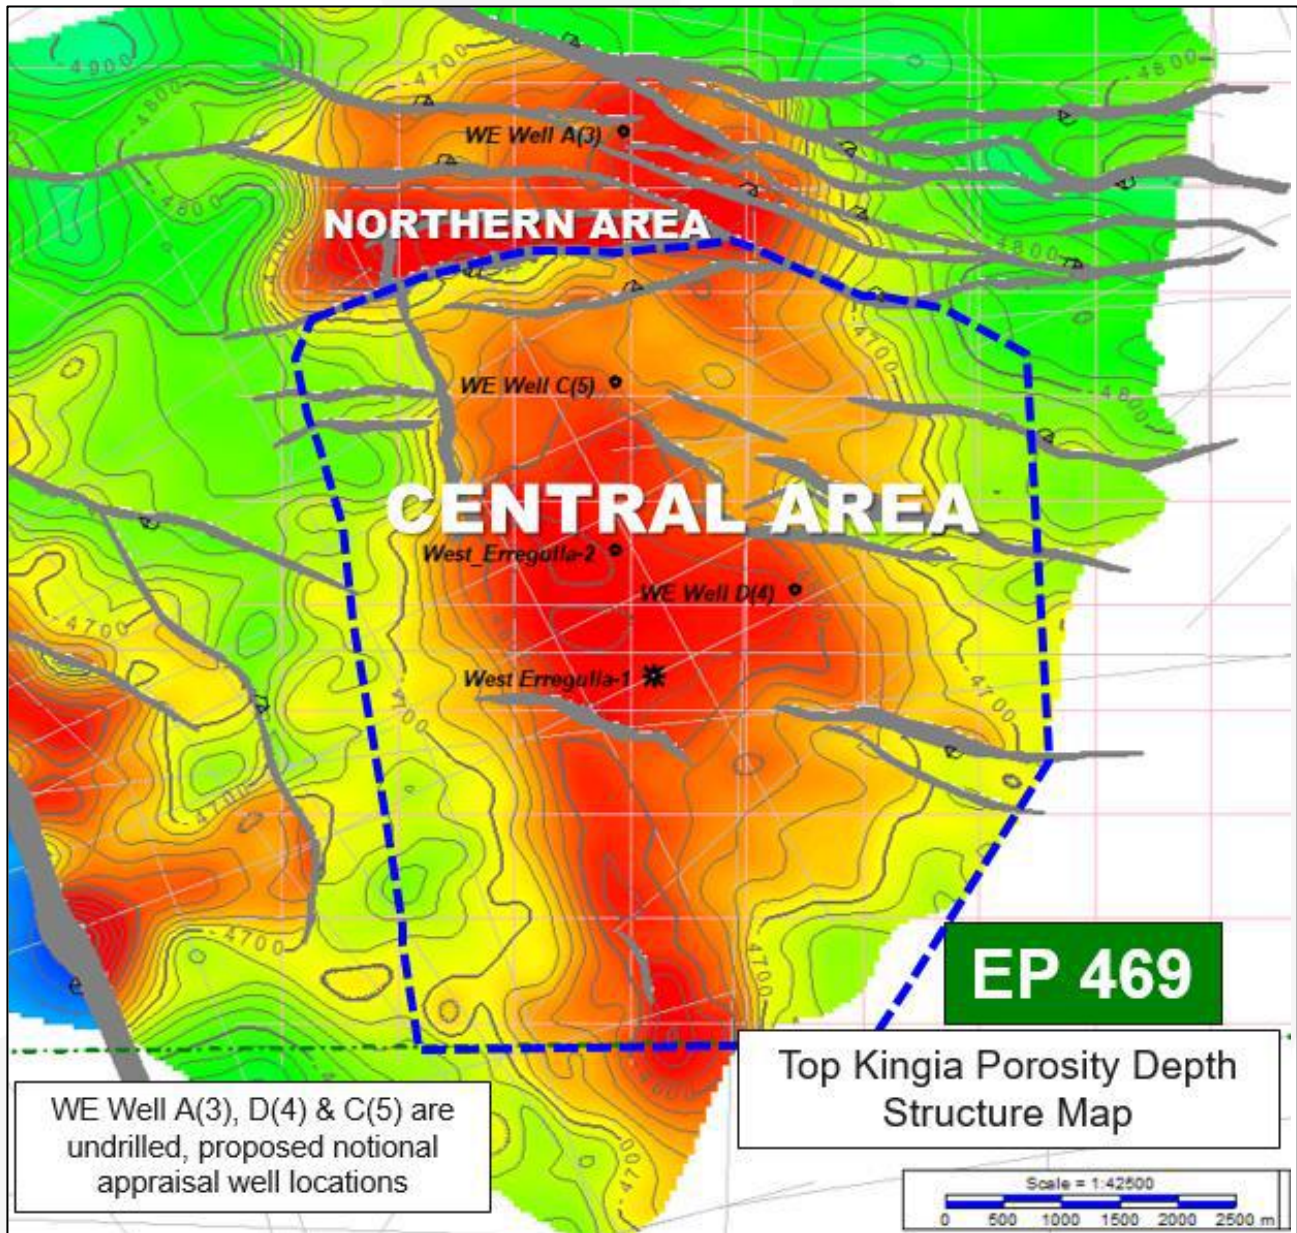 -4900
-4800
-4700
-4800
WE Well A(3)
-4800
NORTHERN AREA
-4700
-4800
-4700
WE Well C(5)
-4800
CENTRAL AREA
West_Erregulla-2
WE Well D(4)
-4700
West Erregulla-1
-4700
-4700
-4700
-4700
-4700
EP 469
Top Kingia Porosity Depth
Structure Map
WE Well A(3), D(4) & C(5) are
undrilled, proposed notional
appraisal well locations
Scale = 1:42500
0 500 1000 1500 2000 2500 m